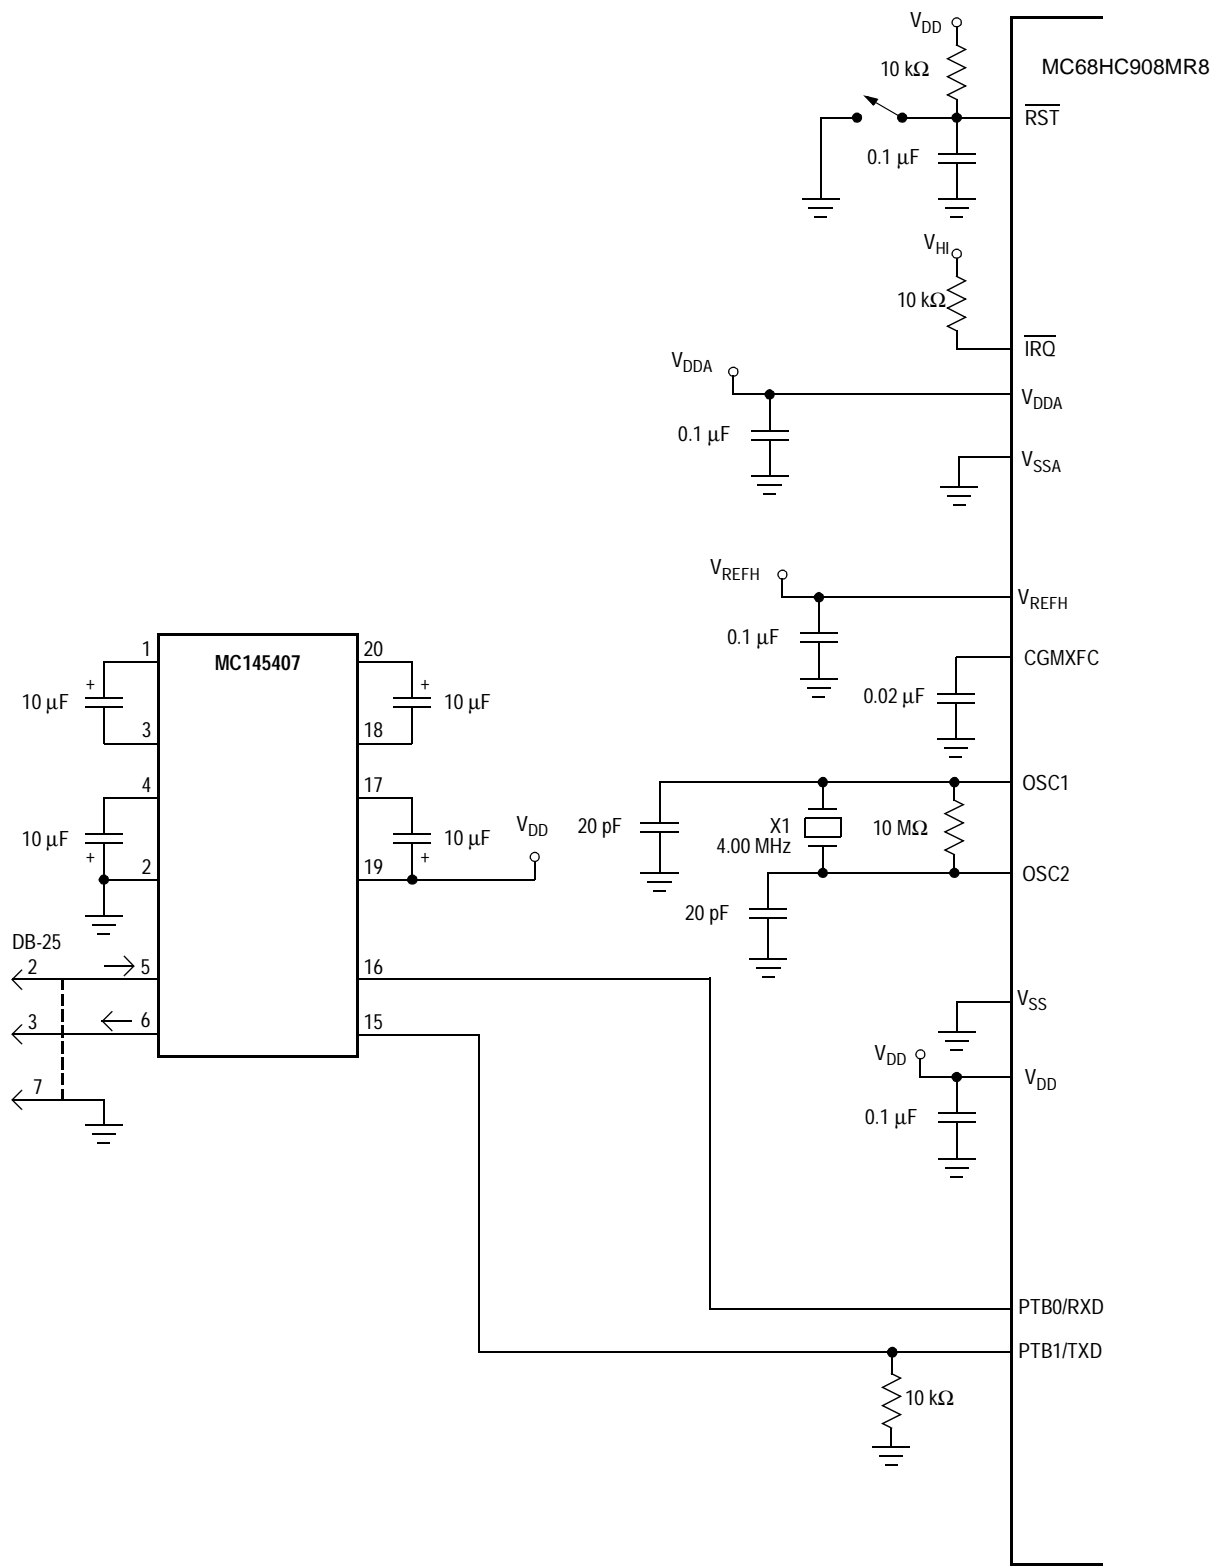 V_DD
10 kΩ
MC68HC908MR8
RST
0.1 µF
V_HI
10 kΩ
IRQ
V_DDA
V_DDA
0.1 µF
V_SSA
V_REFH
V_REFH
0.1 µF
CGMXFC
0.02 µF
MC145407
1
20
+
+
10 µF
10 µF
3
18
4
17
10 µF
10 µF
+
+
V_DD
2
19
OSC1
20 pF
X1
4.00 MHz
10 MΩ
OSC2
20 pF
DB-25
2
5
16
3
6
15
7
V_SS
V_DD
V_DD
0.1 µF
PTB0/RXD
PTB1/TXD
10 kΩ